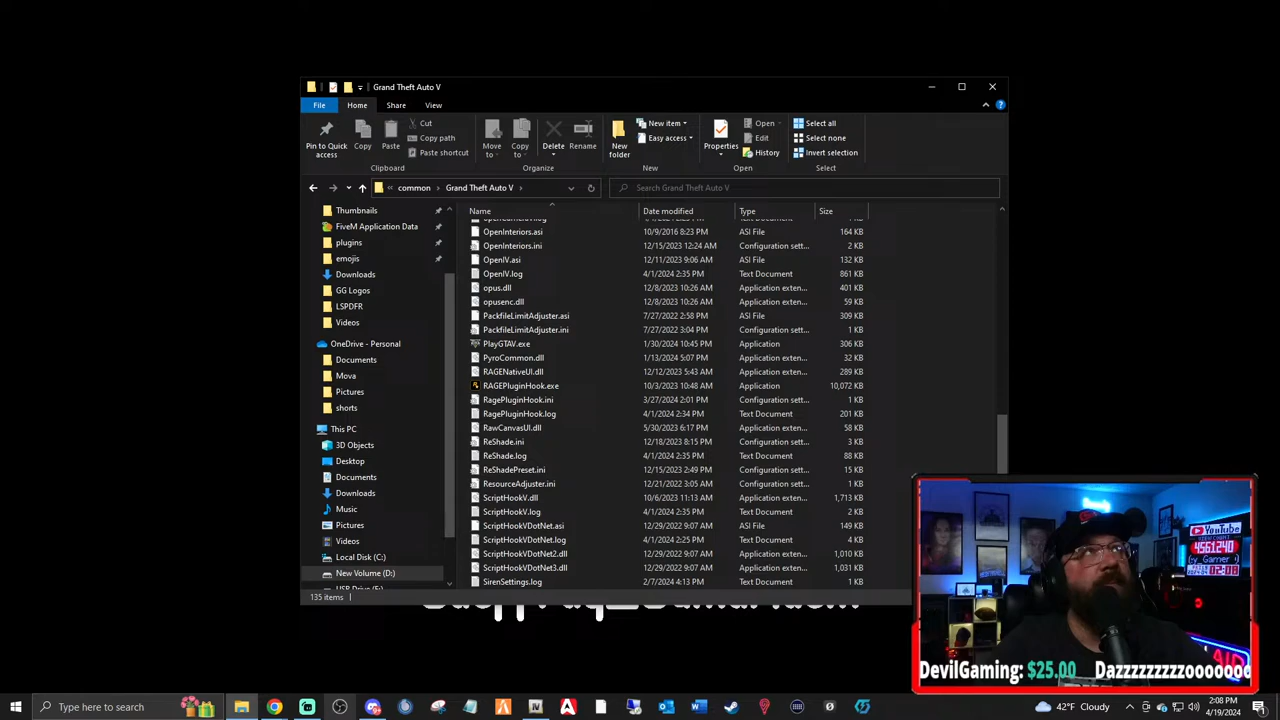 Grand Theft Auto V
File Home Share View
Pin to Quick access
Copy
Paste
Cut
Copy path
Paste shortcut
Clipboard
Move to
Copy to
Delete
Rename
Organize
New folder
New item
Easy access
New
Properties
Open
Edit
History
Open
Select all
Select none
Invert selection
Select
common > Grand Theft Auto V >
Search Grand Theft Auto V
Thumbnails
FiveM Application Data
plugins
emojis
Downloads
GG Logos
LSPDFR
Videos
OneDrive - Personal
Documents
Mova
Pictures
shorts
This PC
3D Objects
Desktop
Documents
Downloads
Music
Pictures
Videos
Local Disk (C:)
New Volume (D:)
Name Date modified Type Size
OpenInteriors.asi 10/9/2016 8:23 PM ASI File 164 KB
OpenInteriors.ini 12/15/2023 12:24 AM Configuration sett... 2 KB
OpenIV.asi 12/11/2023 9:06 AM ASI File 132 KB
OpenIV.log 4/1/2024 2:35 PM Text Document 861 KB
opus.dll 12/8/2023 10:26 AM Application exten... 401 KB
opusenc.dll 12/8/2023 10:26 AM Application exten... 59 KB
PackfileLimitAdjuster.asi 7/27/2022 2:58 PM ASI File 309 KB
PackfileLimitAdjuster.ini 7/27/2022 3:04 PM Configuration sett... 1 KB
PlayGTAV.exe 1/30/2024 10:45 PM Application 306 KB
PyroCommon.dll 1/13/2024 5:07 PM Application exten... 32 KB
RAGENativeUI.dll 12/12/2023 5:43 AM Application exten... 289 KB
RAGEPluginHook.exe 10/3/2023 10:48 AM Application 10,072 KB
RagePluginHook.ini 3/27/2024 2:01 PM Configuration sett... 1 KB
RagePluginHook.log 4/1/2024 2:34 PM Text Document 201 KB
RawCanvasUI.dll 5/30/2023 6:17 PM Application exten... 58 KB
ReShade.ini 12/18/2023 8:15 PM Configuration sett... 3 KB
ReShade.log 4/1/2024 2:35 PM Text Document 88 KB
ReShadePreset.ini 12/15/2023 2:49 PM Configuration sett... 15 KB
ResourceAdjuster.ini 12/21/2022 3:05 AM Configuration sett... 1 KB
ScriptHookV.dll 10/6/2023 11:13 AM Application exten... 1,713 KB
ScriptHookV.log 4/1/2024 2:35 PM Text Document 2 KB
ScriptHookVDotNet.asi 12/29/2022 9:07 AM ASI File 149 KB
ScriptHookVDotNet.log 4/1/2024 2:25 PM Text Document 4 KB
ScriptHookVDotNet2.dll 12/29/2022 9:07 AM Application exten... 1,010 KB
ScriptHookVDotNet3.dll 12/29/2022 9:07 AM Application exten... 1,031 KB
SirenSettings.log 2/7/2024 4:13 PM Text Document 1 KB
135 items
YouTube
4561240
02:08
DevilGaming: $25.00 Dazzzzzzzzzooooooo
Type here to search
42°F Cloudy
2:08 PM
4/19/2024